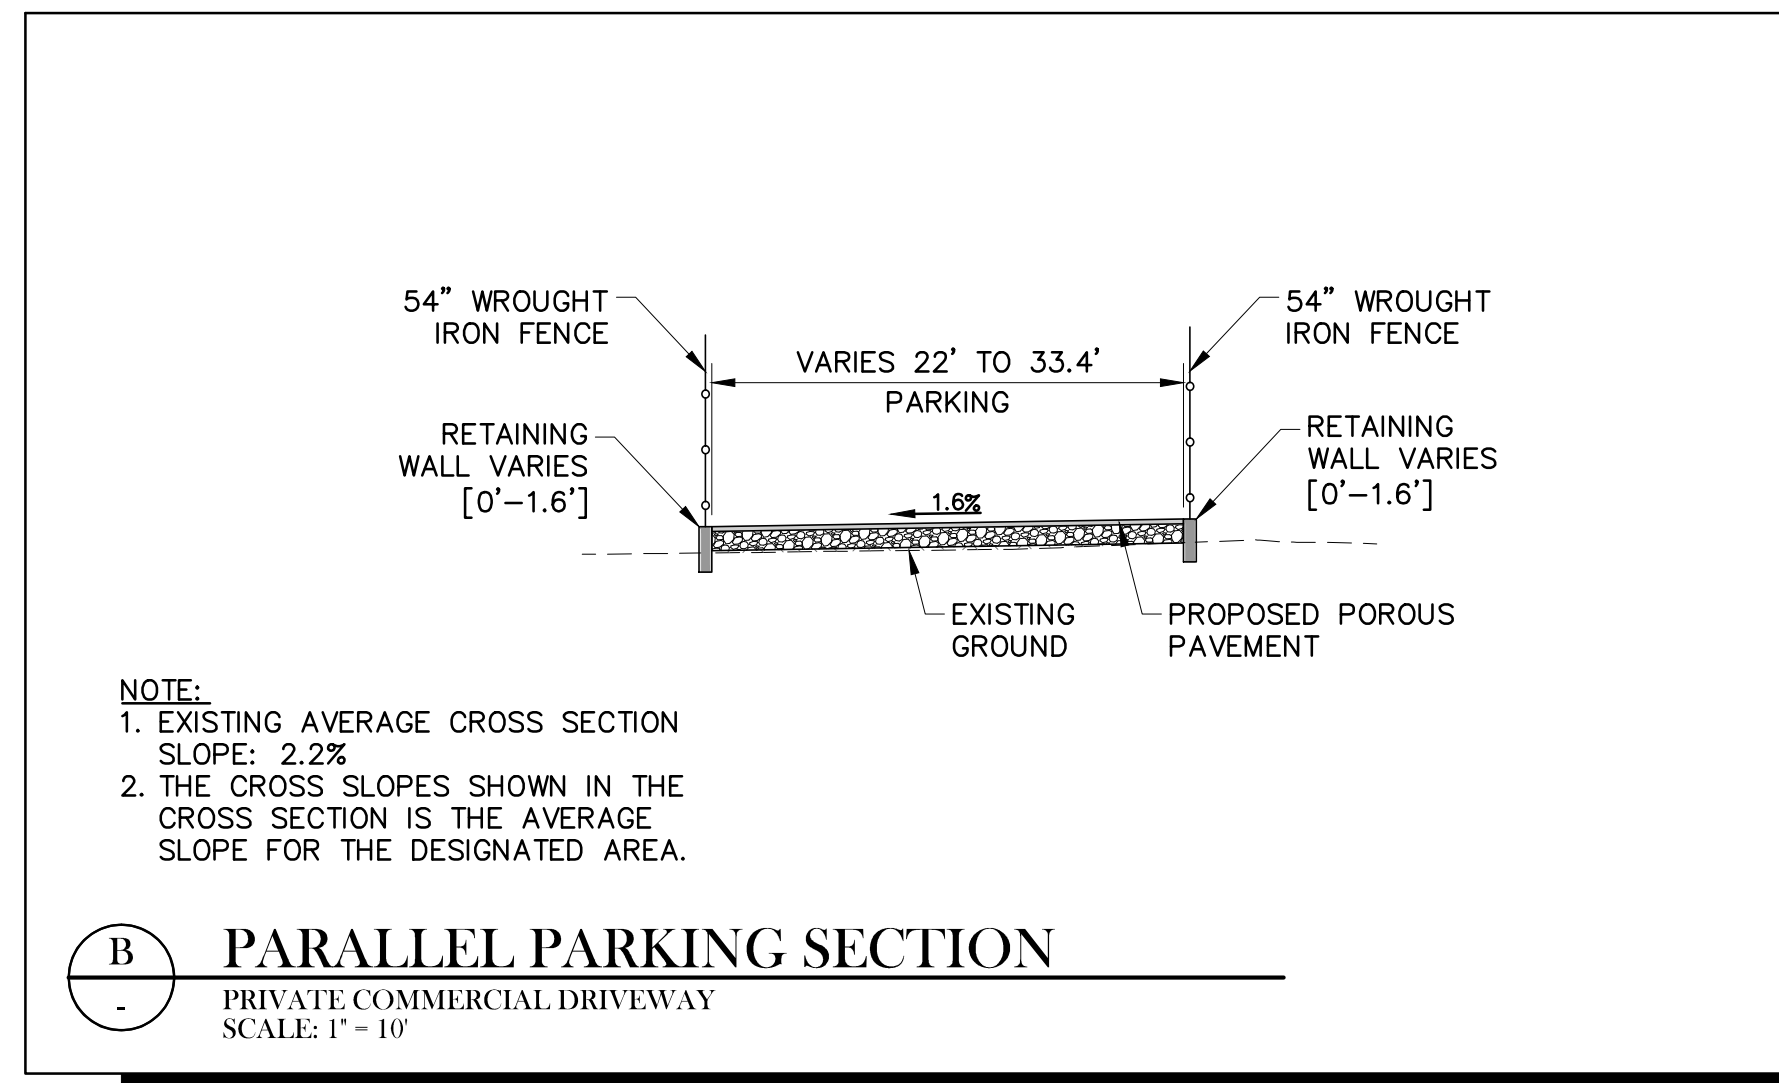 54” WROUGHT
IRON FENCE
54” WROUGHT
IRON FENCE
VARIES 22’ TO 33.4’
PARKING
RETAINING
WALL VARIES
[0’–1.6’]
RETAINING
WALL VARIES
[0’–1.6’]
1.6%
EXISTING
GROUND
PROPOSED POROUS
PAVEMENT
NOTE:
1. EXISTING AVERAGE CROSS SECTION
SLOPE: 2.2%
2. THE CROSS SLOPES SHOWN IN THE
CROSS SECTION IS THE AVERAGE
SLOPE FOR THE DESIGNATED AREA.
B
-
PARALLEL PARKING SECTION
PRIVATE COMMERCIAL DRIVEWAY
SCALE: 1" = 10'